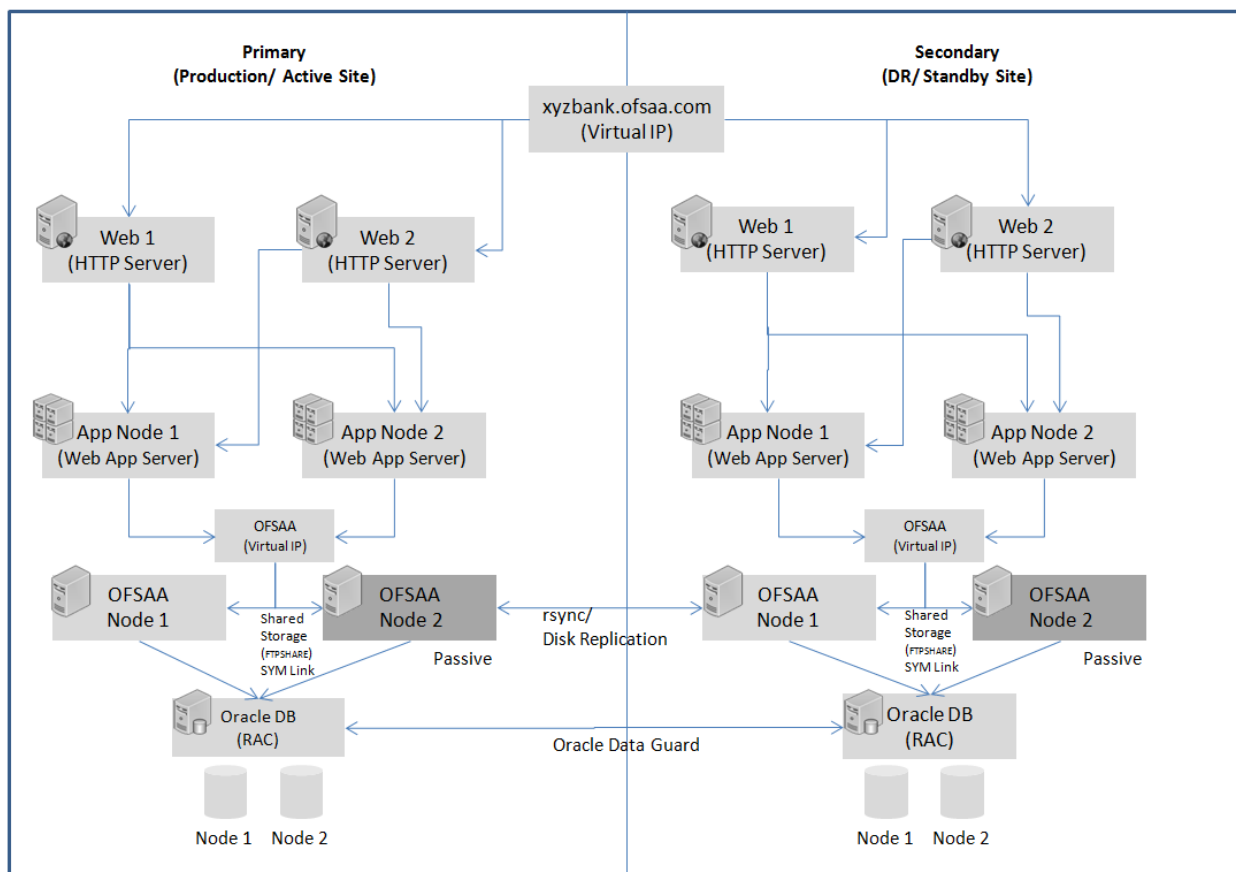 Primary
(Production/ Active Site)
Secondary
(DR/ Standby Site)
xyzbank.ofsaa.com
(Virtual IP)
Web 1
(HTTP Server)
Web 2
(HTTP Server)
Web 1
(HTTP Server)
Web 2
(HTTP Server)
App Node 1
(Web App Server)
App Node 2
(Web App Server)
App Node 1
(Web App Server)
App Node 2
(Web App Server)
OFSAA
(Virtual IP)
OFSAA
(Virtual IP)
OFSAA
Node 1
Shared
Storage
(FTPSHARE)
SYM Link
OFSAA
Node 2
Passive
rsync/
Disk Replication
OFSAA
Node 1
Shared
Storage
(FTPSHARE)
SYM Link
OFSAA
Node 2
Passive
Oracle DB
(RAC)
Oracle Data Guard
Oracle DB
(RAC)
Node 1
Node 2
Node 1
Node 2